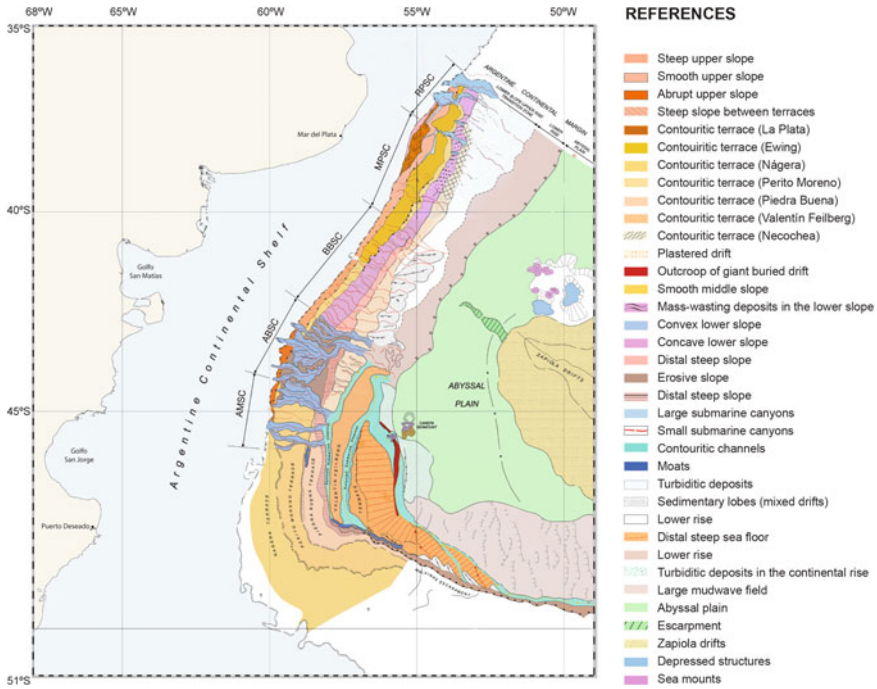 REFERENCES
68°W
65°W
60°W
55°W
50°W
35°S
40°S
45°S
51°S
ARGENTINE CONTINENTAL MARGIN
LOWER RISE
ABYSSAL PLAIN
RPSC
MPSC
BBSC
ABSC
AMSC
Mar del Plata
Golfo
San Matías
Argentine Continental Shelf
Golfo
San Jorge
Puerto Deseado
ABYSSAL
PLAIN
ZAPIOLA DRIFTS
Steep upper slope
Smooth upper slope
Abrupt upper slope
Steep slope between terraces
Contouritic terrace (La Plata)
Contouiritic terrace (Ewing)
Contouritic terrace (Nágera)
Contouritic terrace (Perito Moreno)
Contouritic terrace (Piedra Buena)
Contouritic terrace (Valentín Feilberg)
Contouritic terrace (Necochea)
Plastered drift
Outcroop of giant buried drift
Smooth middle slope
Mass-wasting deposits in the lower slope
Convex lower slope
Concave lower slope
Distal steep slope
Erosive slope
Distal steep slope
Large submarine canyons
Small submarine canyons
Contouritic channels
Moats
Turbiditic deposits
Sedimentary lobes (mixed drifts)
Lower rise
Distal steep sea floor
Lower rise
Turbiditic deposits in the continental rise
Large mudwave field
Abyssal plain
Escarpment
Zapiola drifts
Depressed structures
Sea mounts